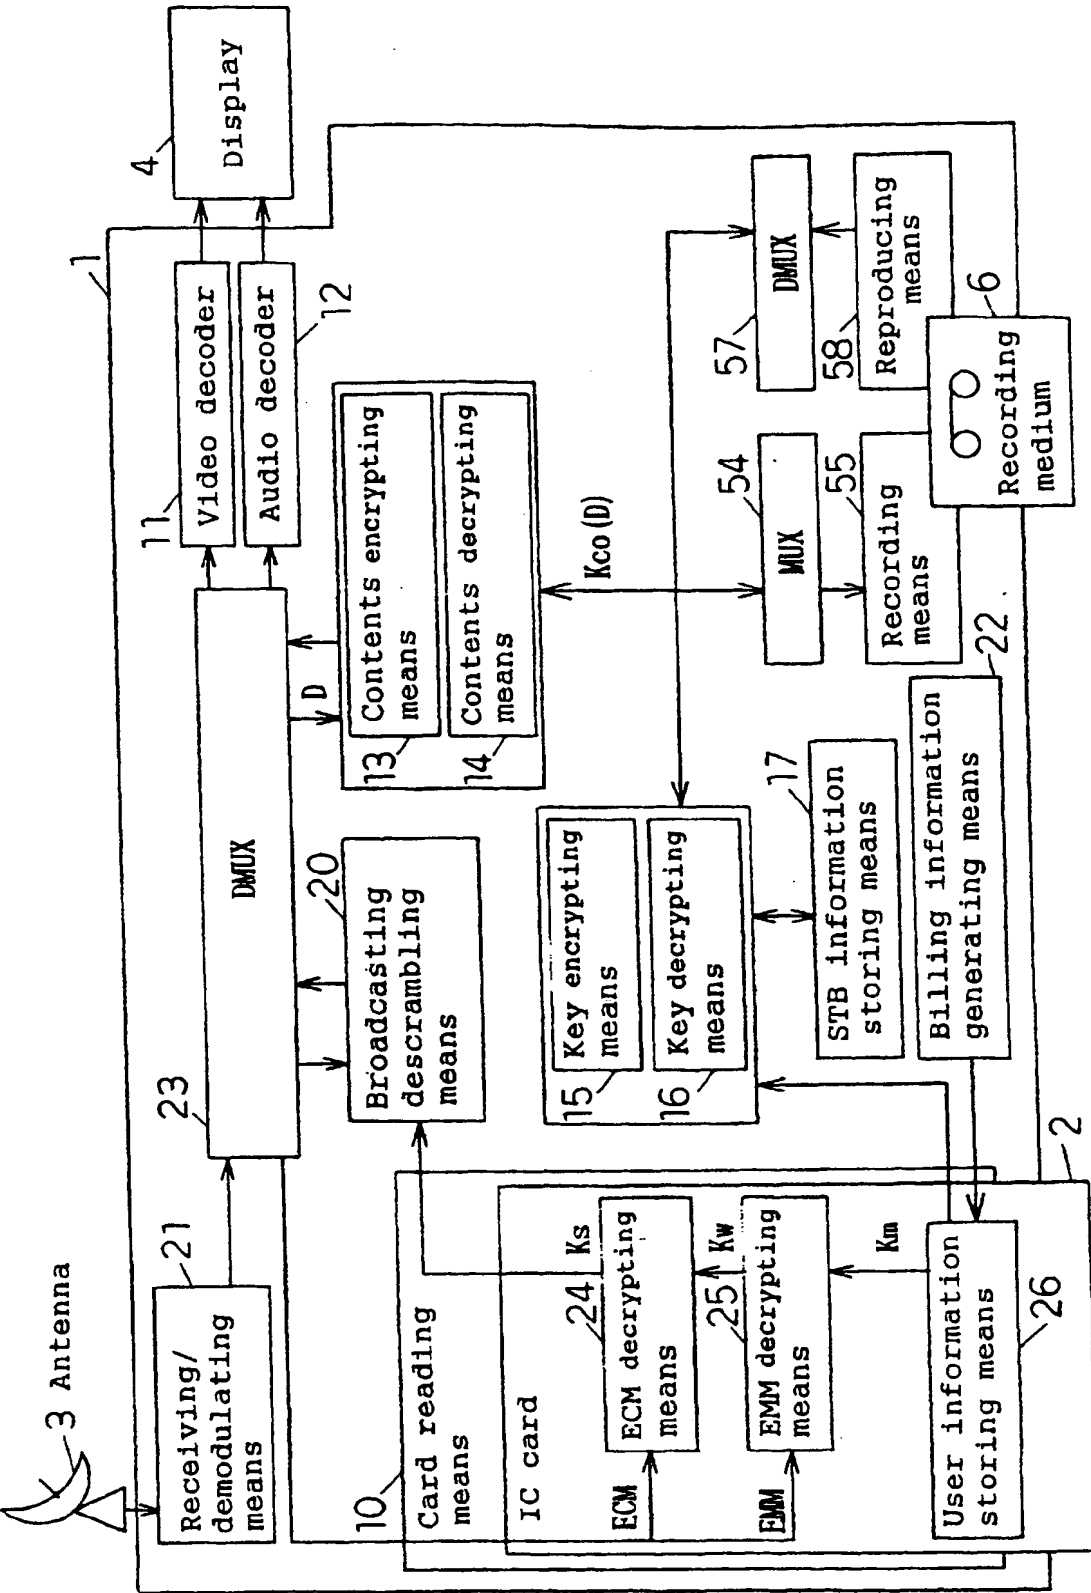 3 Antenna
Receiving/
demodulating
means
21
23
DMUX
1
11
Video decoder
Audio decoder
12
4
Display
D
20
Broadcasting
descrambling
means
13
Contents encrypting
means
14
Contents decrypting
means
Kco(D)
10
Card reading
means
IC card
Ks
24
ECM decrypting
means
ECM
Kw
25
EMM decrypting
means
EMM
Km
User information
storing means
26
2
15
Key encrypting
means
16
Key decrypting
means
17
STB information
storing means
Billing information
generating means
22
54
MUX
55
Recording
means
57
DMUX
58
Reproducing
means
6
Recording
medium